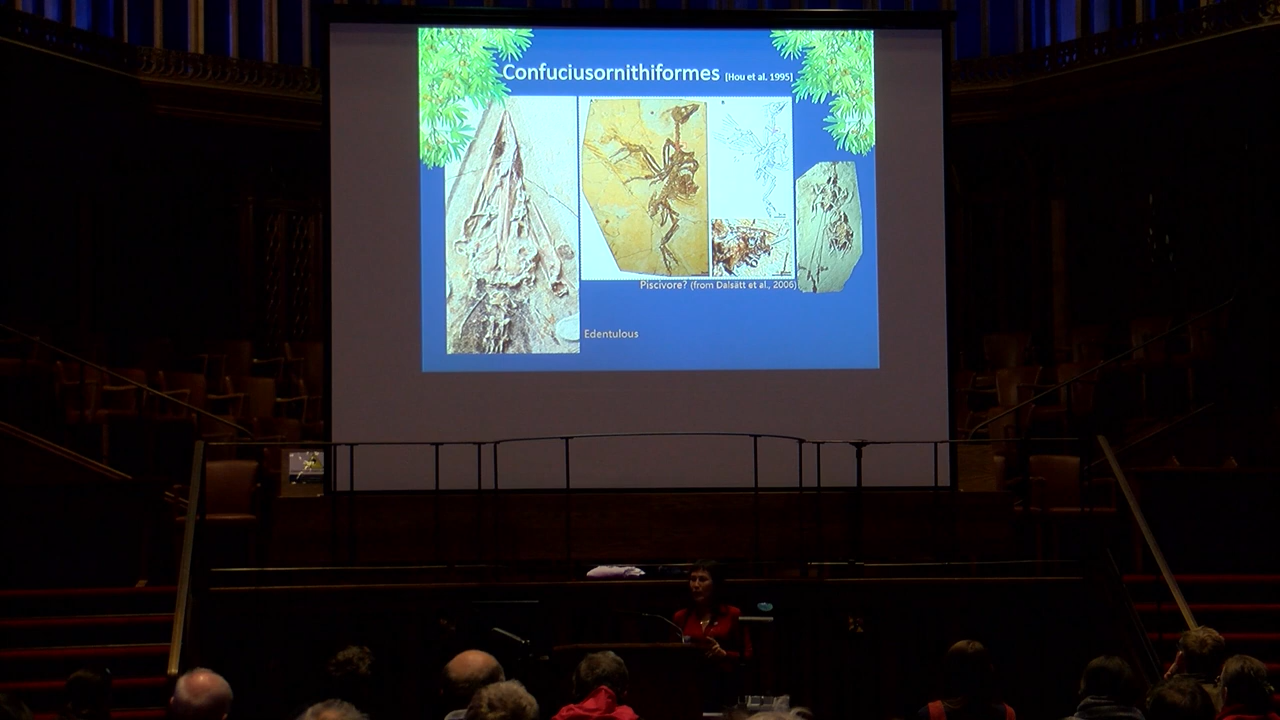 Confuciusornithiformes [Hou et al. 1995]
Piscivore? (from Dalsätt et al., 2006)
Edentulous